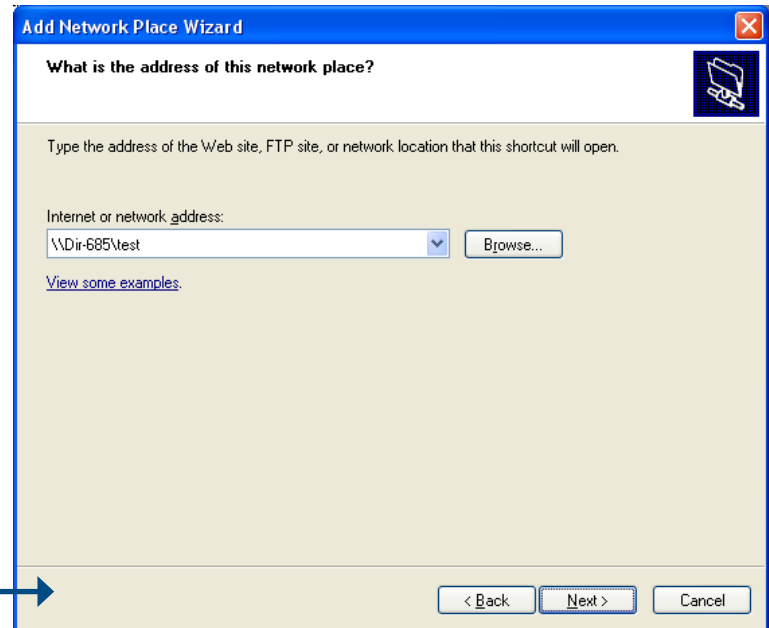 Add Network Place Wizard
What is the address of this network place?
Type the address of the Web site, FTP site, or network location that this shortcut will open.
Internet or network address:
\\Dir-685\test
Browse...
View some examples.
< Back
Next >
Cancel